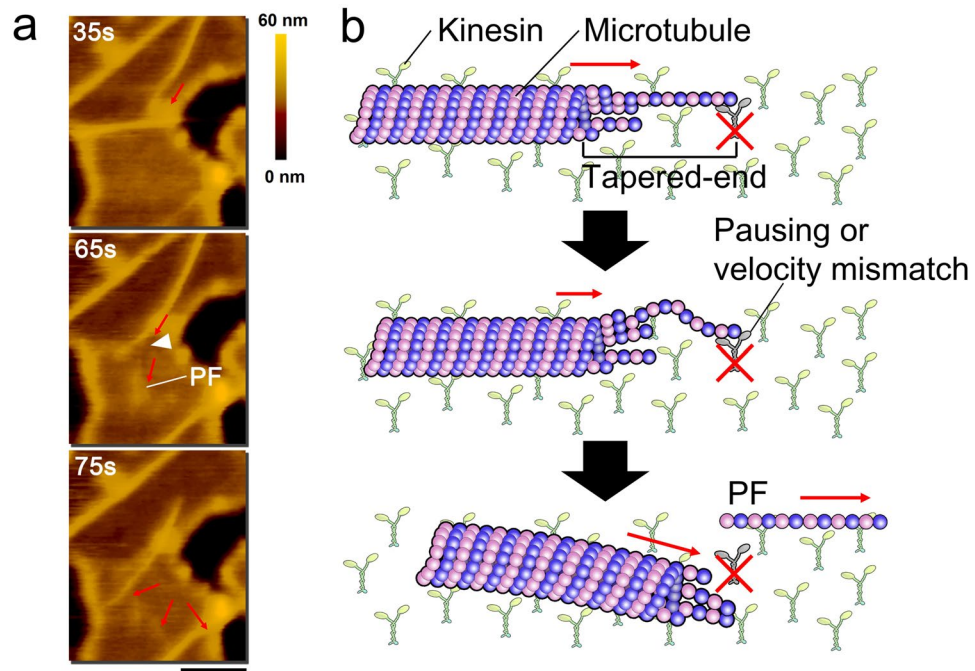 a
35s
60 nm
0 nm
65s
PF
75s
b
Kinesin
Microtubule
Tapered-end
Pausing or
velocity mismatch
PF